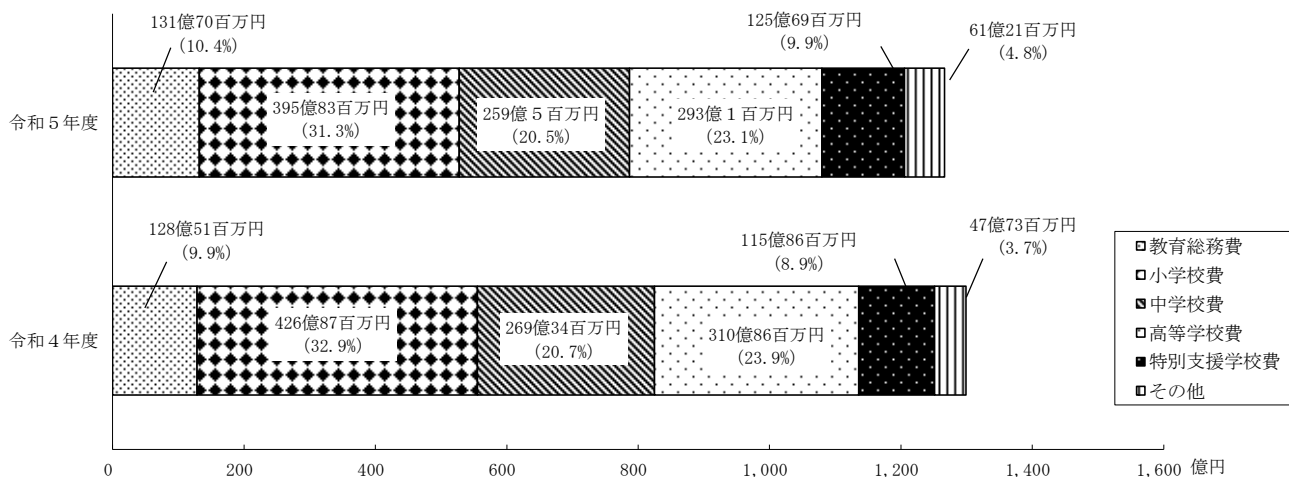 131億70百万円
(10.4%)
125億69百万円
(9.9%)
61億21百万円
(4.8%)
令和５年度
395億83百万円
(31.3%)
259億５百万円
(20.5%)
293億１百万円
(23.1%)
128億51百万円
(9.9%)
115億86百万円
(8.9%)
47億73百万円
(3.7%)
令和４年度
426億87百万円
(32.9%)
269億34百万円
(20.7%)
310億86百万円
(23.9%)
教育総務費
小学校費
中学校費
高等学校費
特別支援学校費
その他
0 200 400 600 800 1,000 1,200 1,400 1,600 億円